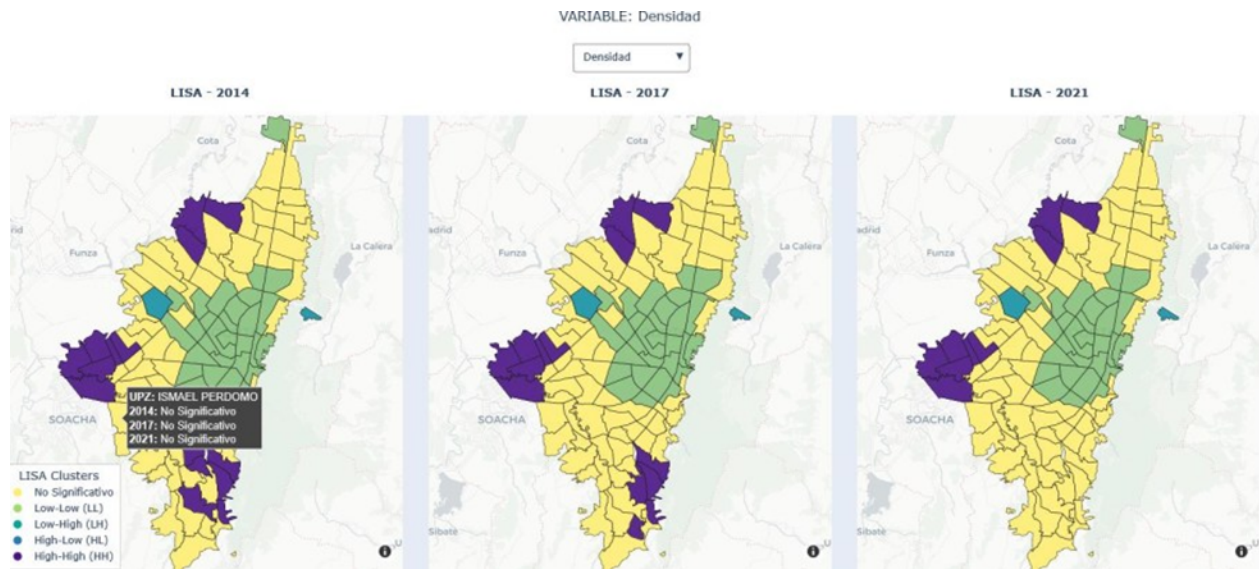 VARIABLE: Densidad
Densidad
LISA - 2014
LISA - 2017
LISA - 2021
Cota
Cota
Cota
Funza
La Calera
adrid
Funza
La Calera
adrid
Funza
La Calera
UPZ: ISMAEL PERDOMO
2014: No Significativo
2017: No Significativo
2021: No Significativo
SOACHA
SOACHA
SOACHA
LISA Clusters
No Significativo
Low-Low (LL)
Low-High (LH)
High-Low (HL)
High-High (HH)
Sibate
Sibate